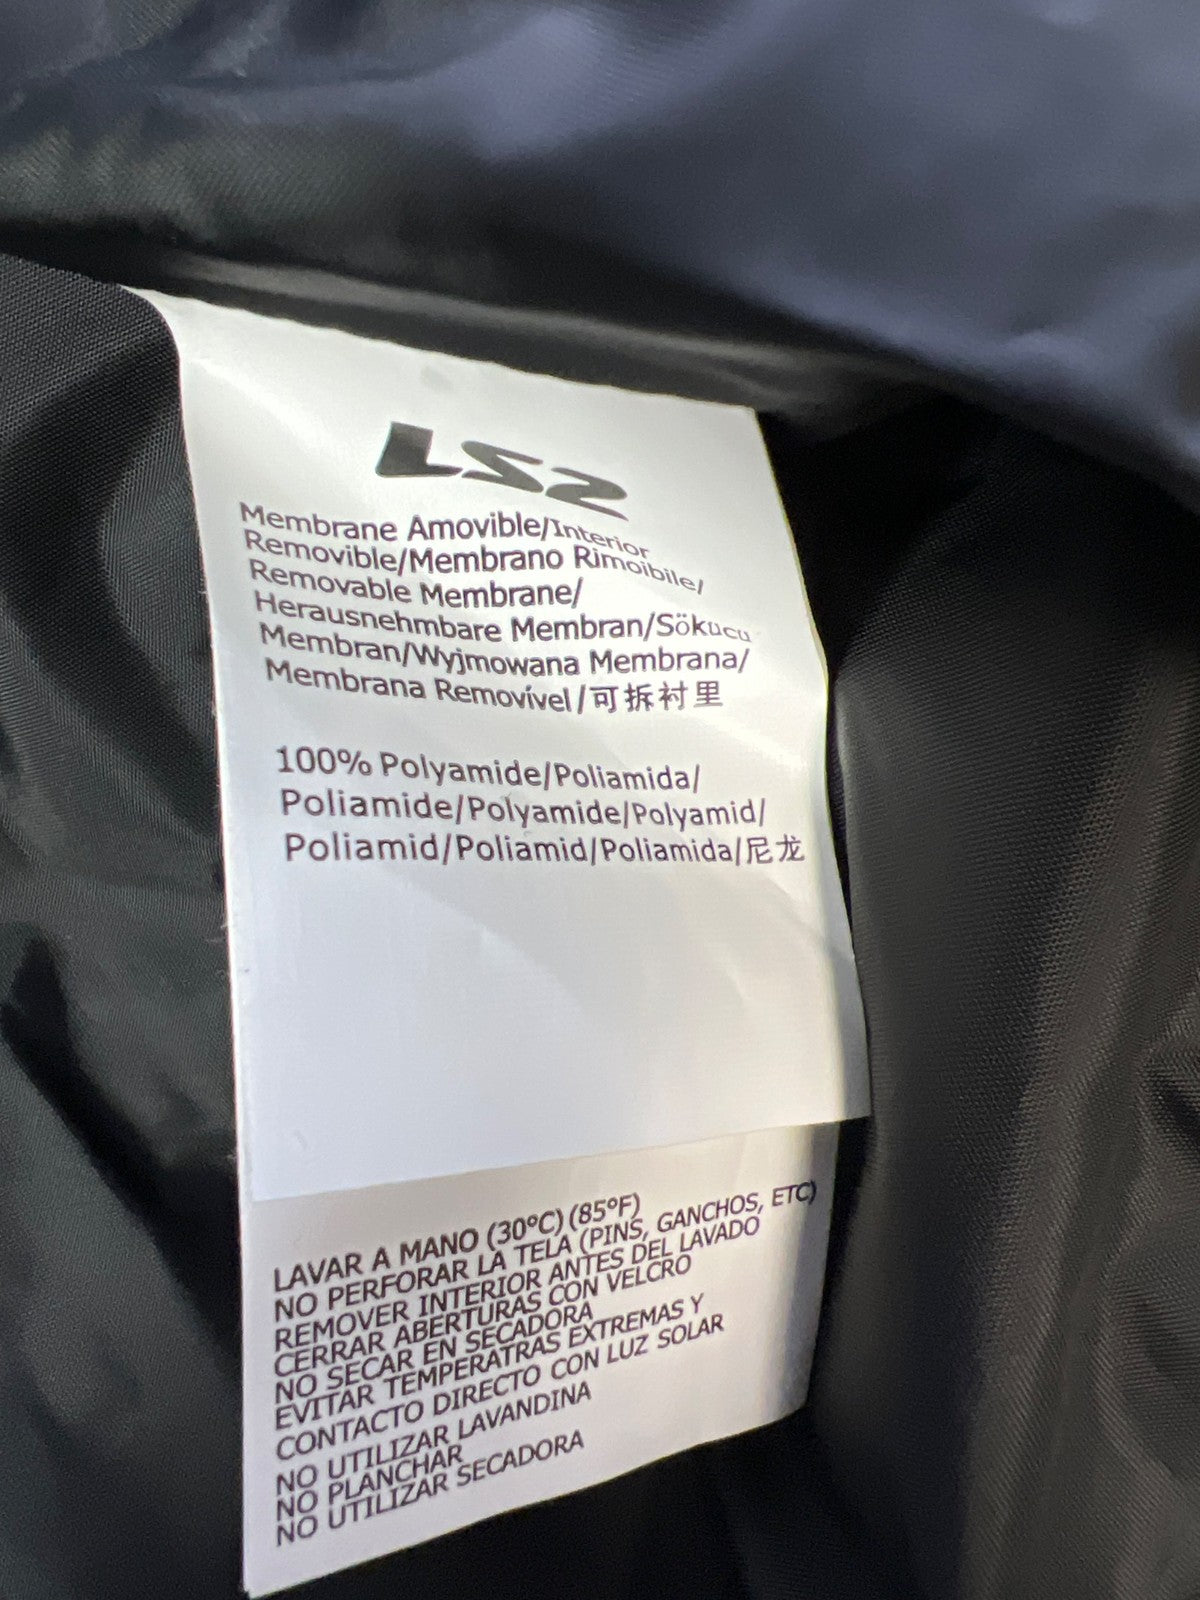 LS2
Membrane Amovible/Interior
Removible/Membrano Rimoibile/
Removable Membrane/
Herausnehmbare Membran/Sökücü
Membran/Wyjmowana Membrana/
Membrana Removível/可拆衬里
100% Polyamide/Poliamida/
Poliamide/Polyamide/Polyamid/
Poliamid/Poliamid/Poliamida/尼龙
LAVAR A MANO (30ºC) (85ºF)
NO PERFORAR LA TELA (PINS, GANCHOS, ETC)
REMOVER INTERIOR ANTES DEL LAVADO
CERRAR ABERTURAS CON VELCRO
NO SECAR EN SECADORA
EVITAR TEMPERATRAS EXTREMAS Y
CONTACTO DIRECTO CON LUZ SOLAR
NO UTILIZAR LAVANDINA
NO PLANCHAR
NO UTILIZAR SECADORA